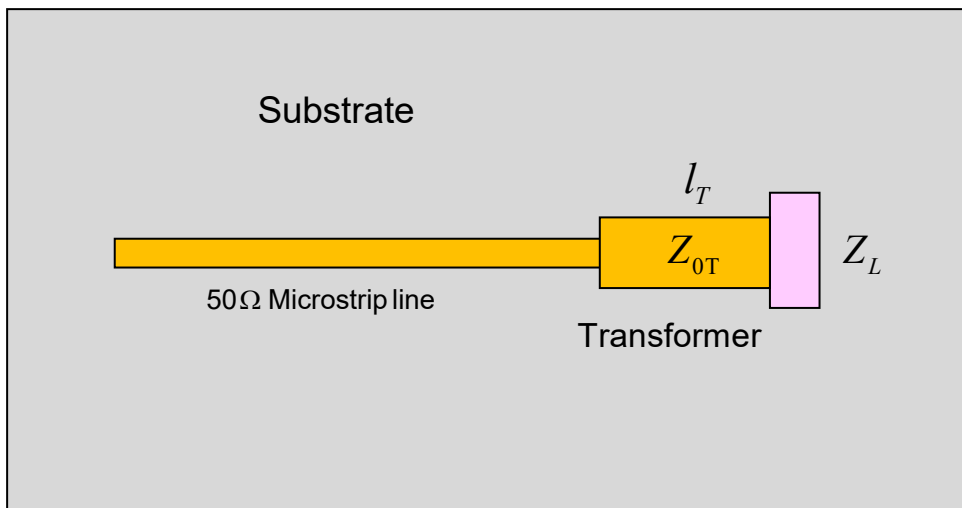 Substrate
l_T
Z_0T
Z_L
50Ω Microstrip line
Transformer